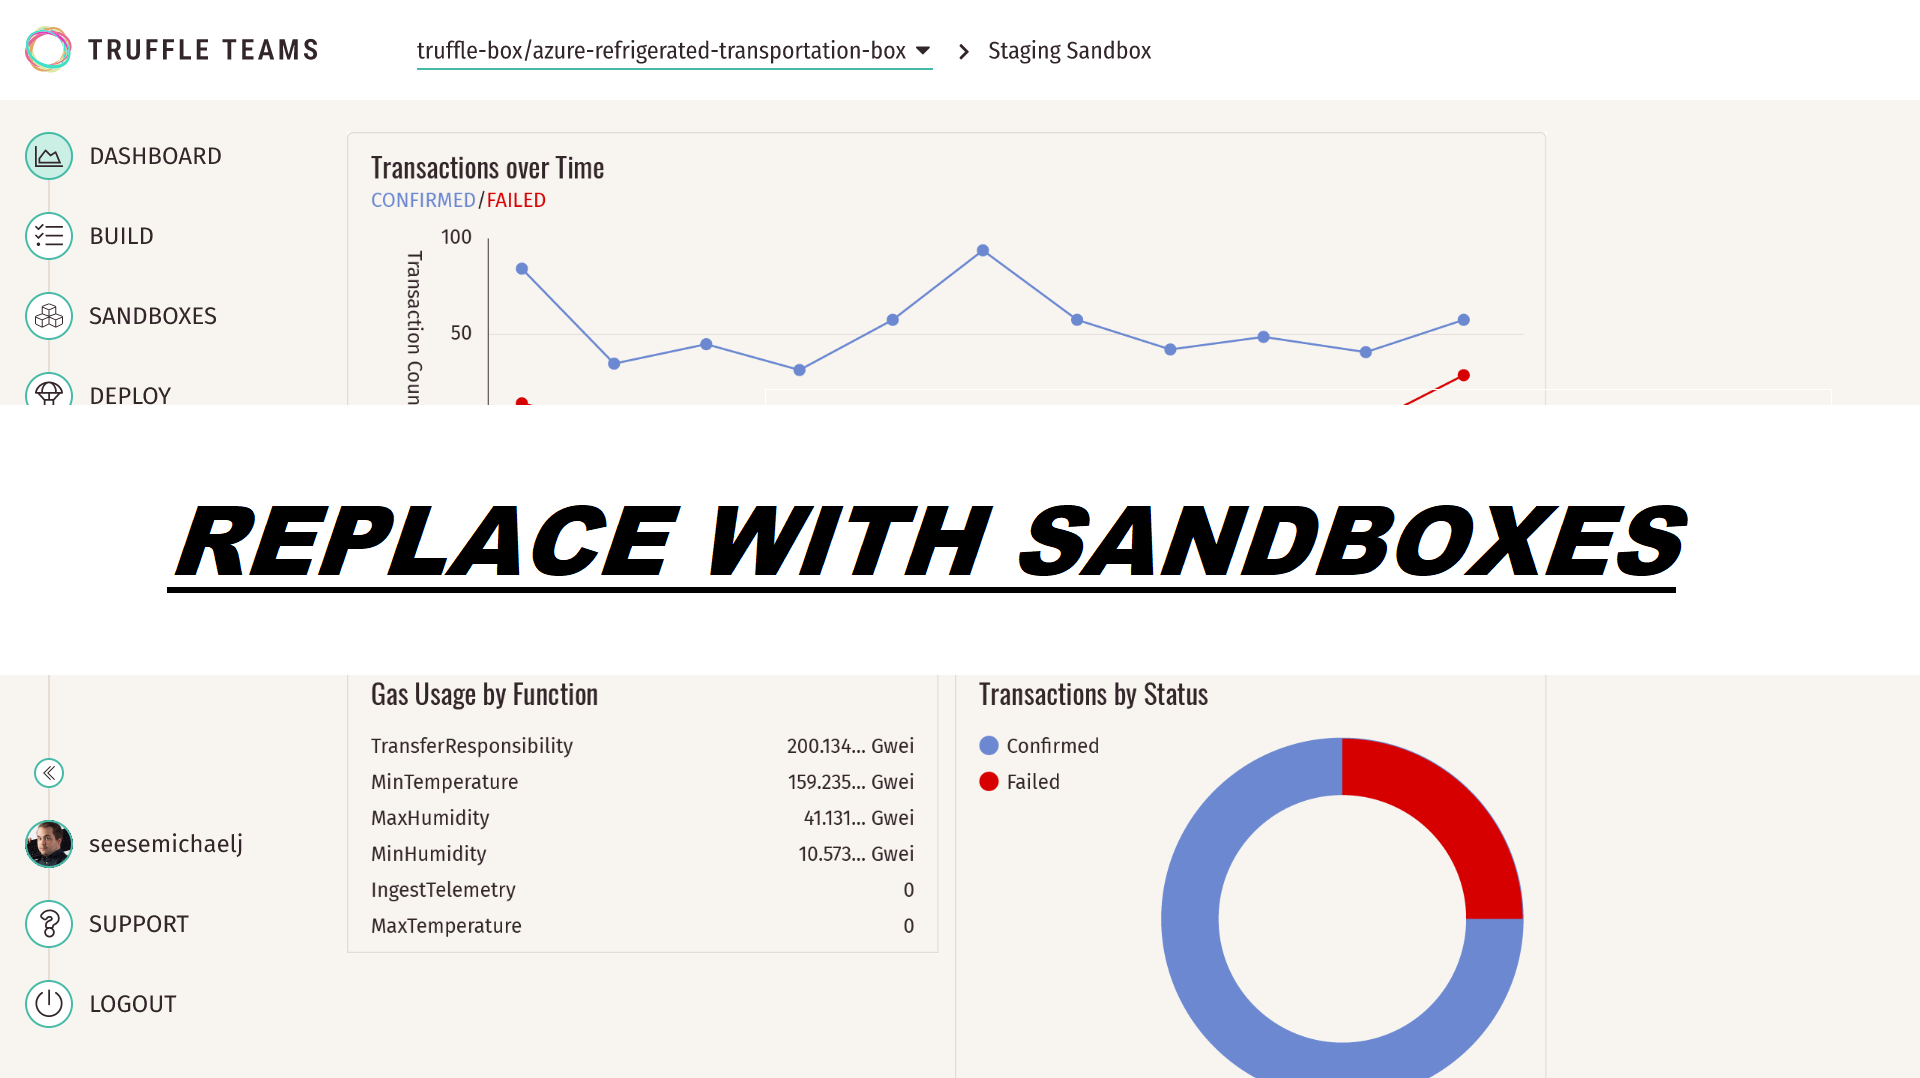 TRUFFLE TEAMS
truffle-box/azure-refrigerated-transportation-box > Staging Sandbox
DASHBOARD
BUILD
SANDBOXES
DEPLOY
Transactions over Time
CONFIRMED/FAILED
100
50
Transaction Coun
REPLACE WITH SANDBOXES
Gas Usage by Function
TransferResponsibility 200.134... Gwei
MinTemperature 159.235... Gwei
MaxHumidity 41.131... Gwei
MinHumidity 10.573... Gwei
IngestTelemetry 0
MaxTemperature 0
Transactions by Status
Confirmed
Failed
seesemichaelj
SUPPORT
LOGOUT